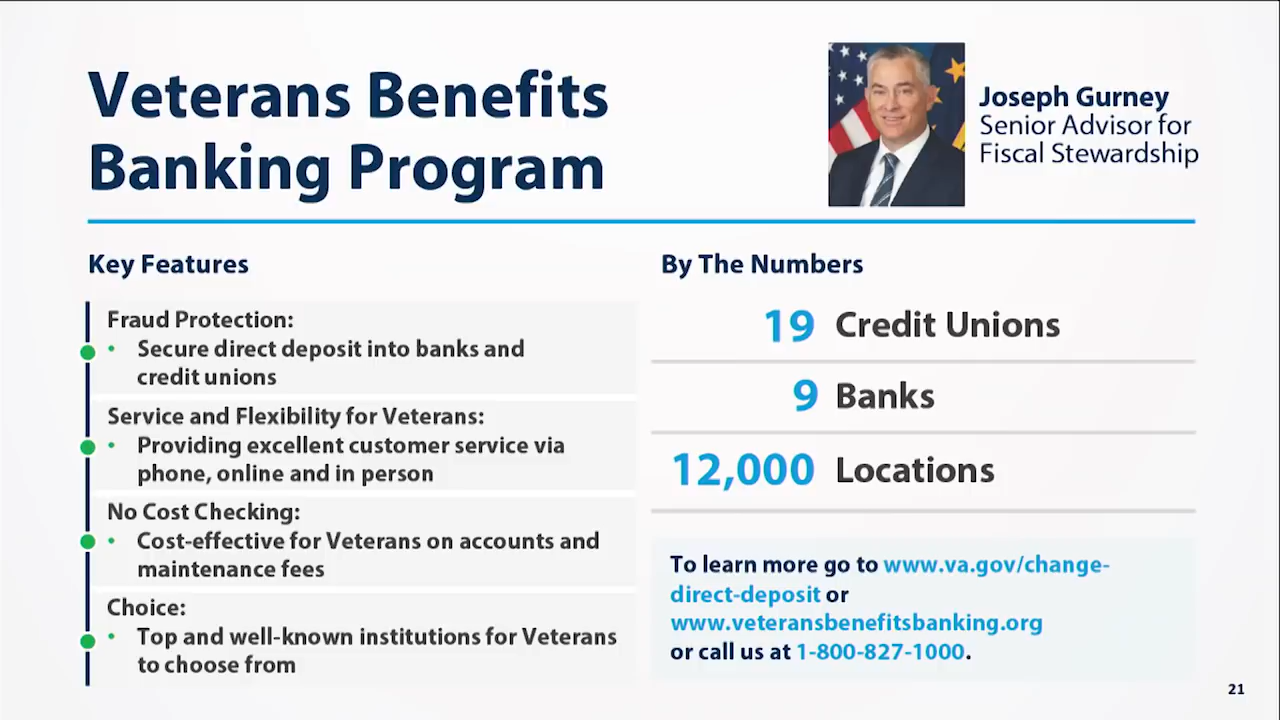 Veterans Benefits
Banking Program
Joseph Gurney
Senior Advisor for
Fiscal Stewardship
Key Features
Fraud Protection:
• Secure direct deposit into banks and
credit unions
Service and Flexibility for Veterans:
• Providing excellent customer service via
phone, online and in person
No Cost Checking:
• Cost-effective for Veterans on accounts and
maintenance fees
Choice:
• Top and well-known institutions for Veterans
to choose from
By The Numbers
19 Credit Unions
9 Banks
12,000 Locations
To learn more go to www.va.gov/change-
direct-deposit or
www.veteransbenefitsbanking.org
or call us at 1-800-827-1000.
21